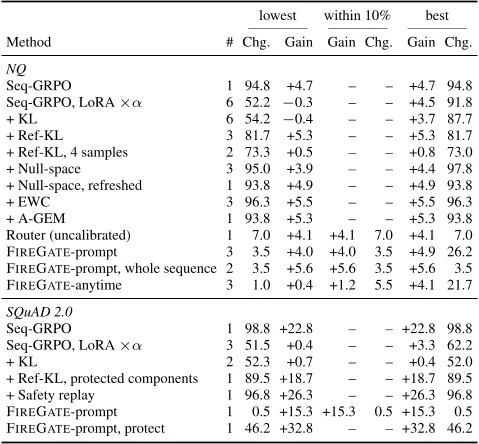 lowest within 10% best
Method # Chg. Gain Gain Chg. Gain Chg.
NQ
Seq-GRPO 1 94.8 +4.7 – – +4.7 94.8
Seq-GRPO, LoRA ×α 6 52.2 −0.3 – – +4.5 91.8
+ KL 6 54.2 −0.4 – – +3.7 87.7
+ Ref-KL 3 81.7 +5.3 – – +5.3 81.7
+ Ref-KL, 4 samples 2 73.3 +0.5 – – +0.8 73.0
+ Null-space 3 95.0 +3.9 – – +4.4 97.8
+ Null-space, refreshed 1 93.8 +4.9 – – +4.9 93.8
+ EWC 3 96.3 +5.5 – – +5.5 96.3
+ A-GEM 1 93.8 +5.3 – – +5.3 93.8
Router (uncalibrated) 1 7.0 +4.1 +4.1 7.0 +4.1 7.0
FIREGATE-prompt 3 3.5 +4.0 +4.0 3.5 +4.9 26.2
FIREGATE-prompt, whole sequence 2 3.5 +5.6 +5.6 3.5 +5.6 3.5
FIREGATE-anytime 3 1.0 +0.4 +1.2 5.5 +4.1 21.7
SQuAD 2.0
Seq-GRPO 1 98.8 +22.8 – – +22.8 98.8
Seq-GRPO, LoRA ×α 3 51.5 +0.4 – – +3.3 62.2
+ KL 2 52.3 +0.7 – – +0.4 52.0
+ Ref-KL, protected components 1 89.5 +18.7 – – +18.7 89.5
+ Safety replay 1 96.8 +26.3 – – +26.3 96.8
FIREGATE-prompt 1 0.5 +15.3 +15.3 0.5 +15.3 0.5
FIREGATE-prompt, protect 1 46.2 +32.8 – – +32.8 46.2